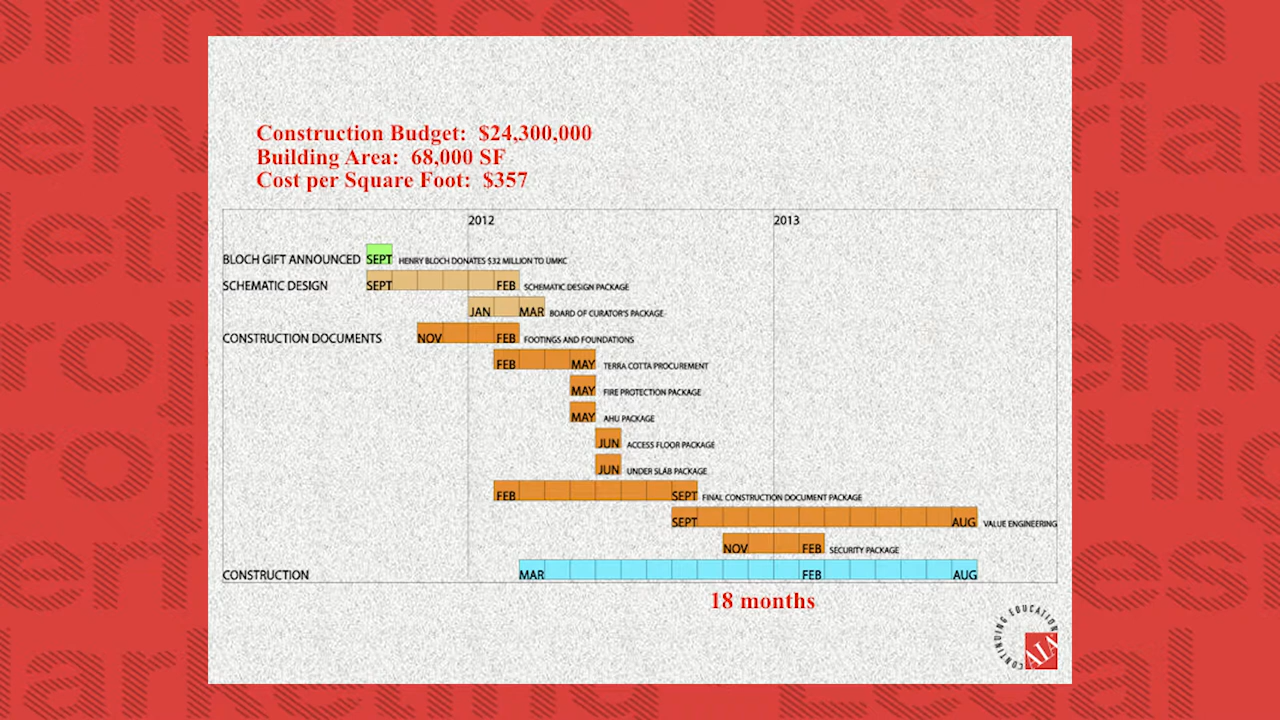 Construction Budget: $24,300,000
Building Area: 68,000 SF
Cost per Square Foot: $357
2012 2013
BLOCH GIFT ANNOUNCED SEPT HENRY BLOCH DONATES $32 MILLION TO UMKC
SCHEMATIC DESIGN SEPT FEB SCHEMATIC DESIGN PACKAGE
JAN MAR BOARD OF CURATOR'S PACKAGE
CONSTRUCTION DOCUMENTS NOV FEB FOOTINGS AND FOUNDATIONS
FEB MAY TERRA COTTA PROCUREMENT
MAY FIRE PROTECTION PACKAGE
MAY AHU PACKAGE
JUN ACCESS FLOOR PACKAGE
JUN UNDER SLAB PACKAGE
FEB SEPT FINAL CONSTRUCTION DOCUMENT PACKAGE
SEPT AUG VALUE ENGINEERING
NOV FEB SECURITY PACKAGE
CONSTRUCTION MAR FEB AUG
18 months
CONTINUING EDUCATION
AIA